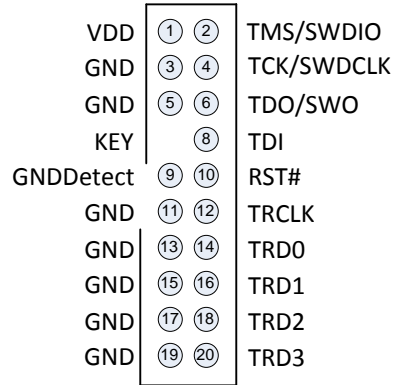 VDD 1 2 TMS/SWDIO
GND 3 4 TCK/SWDCLK
GND 5 6 TDO/SWO
KEY 8 TDI
GNDDetect 9 10 RST#
GND 11 12 TRCLK
GND 13 14 TRD0
GND 15 16 TRD1
GND 17 18 TRD2
GND 19 20 TRD3